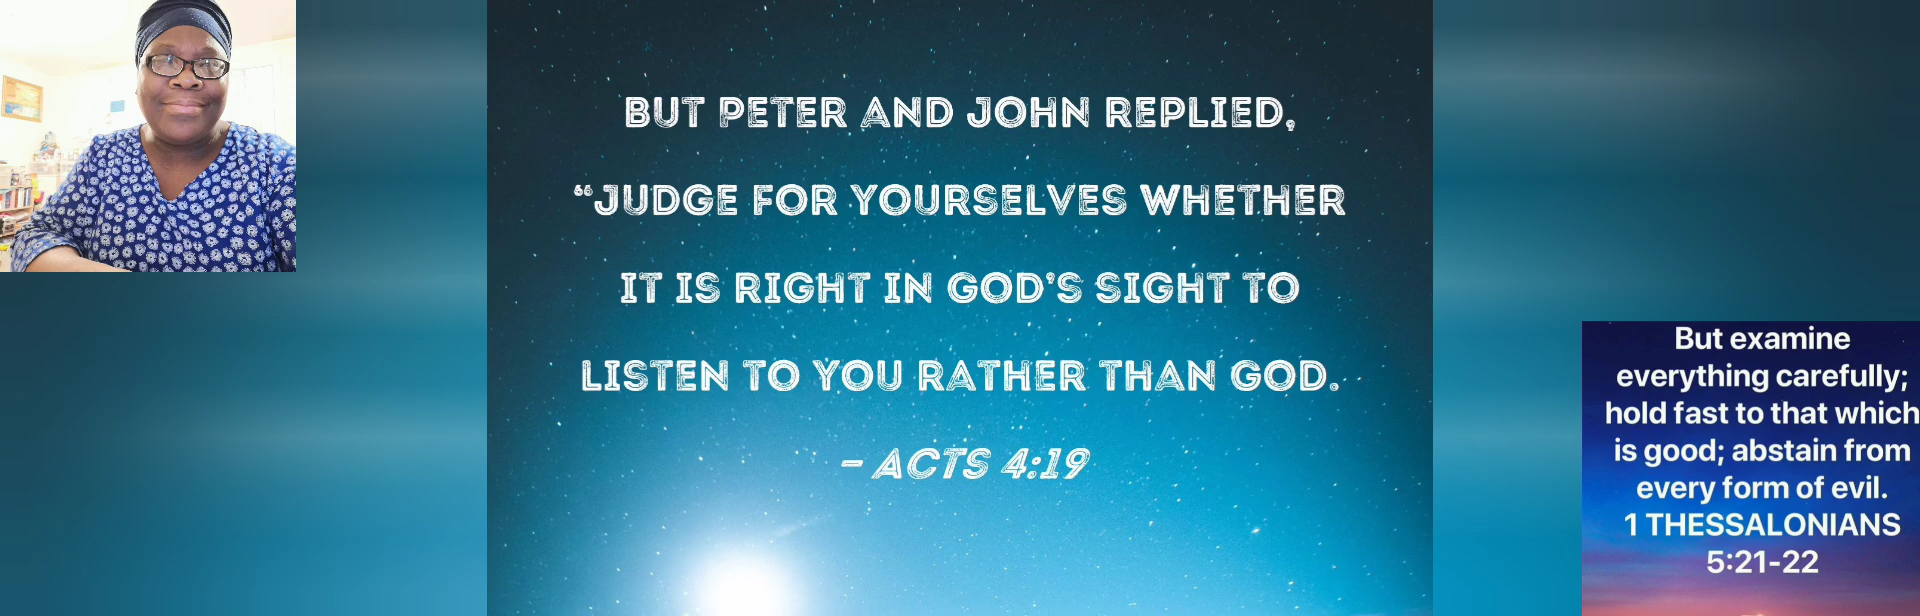 BUT PETER AND JOHN REPLIED,
“JUDGE FOR YOURSELVES WHETHER
IT IS RIGHT IN GOD'S SIGHT TO
LISTEN TO YOU RATHER THAN GOD.
– ACTS 4:19
But examine
everything carefully;
hold fast to that which
is good; abstain from
every form of evil.
1 THESSALONIANS
5:21-22